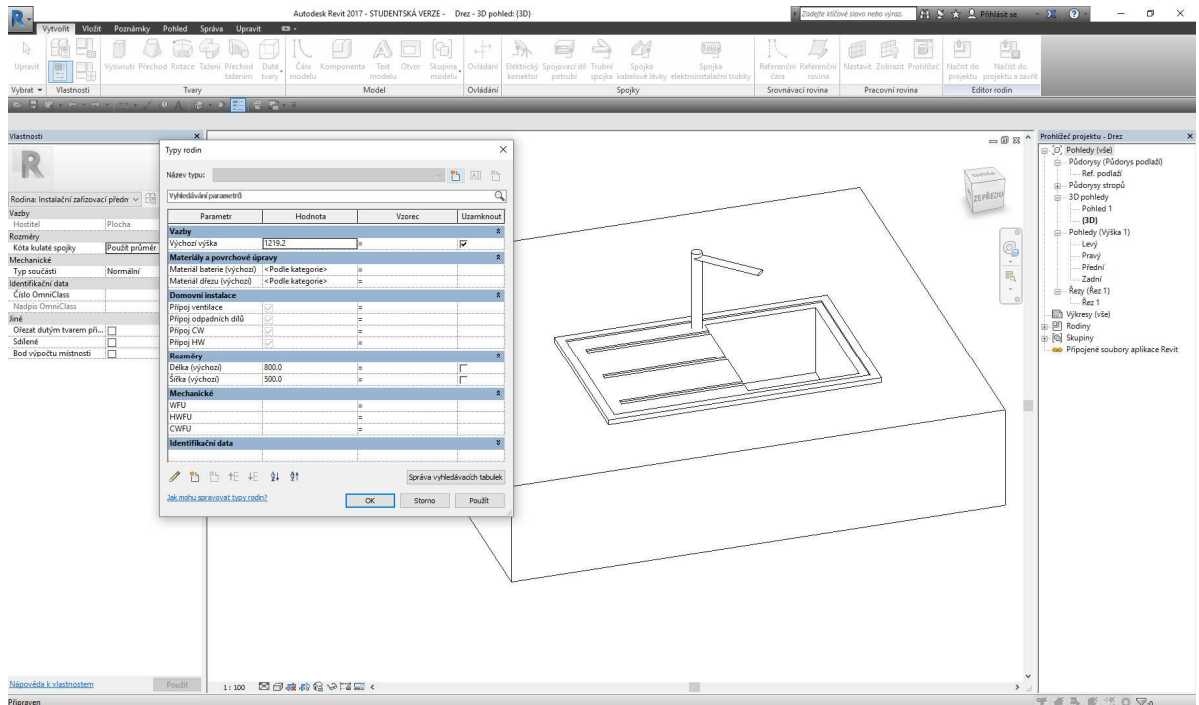 Autodesk Revit 2017 - STUDENTSKÁ VERZE - Drez - 3D pohled: {3D}
Zadejte klíčové slovo nebo výraz.
Přihlásit se
Vytvořit Vložit Poznámky Pohled Správa Upravit
Upravit
Vysunutí Přechod Rotace Tažení Přechod tažením Duté tvary
Čára modelu
Komponenta
Text modelu
Otvor
Skupina modelu
Ovládání
Elektrický konektor
Spojovací díl potrubí
Trubní spojka
Spojka kabelové lávky
Spojka elektroinstalační trubky
Referenční čára
Referenční rovina
Nastavit Zobrazit Prohlížeč
Načíst do projektu
Načíst do projektu a zavřít
Vybrat Vlastnosti Tvary Model Ovládání Spojky Srovnávací rovina Pracovní rovina Editor rodin
Vlastnosti
Rodina: Instalační zařizovací předm
Vazby
Hostitel Plocha
Rozměry
Kóta kulaté spojky Použít průměr
Mechanické
Typ součásti Normální
Identifikační data
Číslo OmniClass
Nadpis OmniClass
Jiné
Ořezat dutým tvarem při...
Sdílené
Bod výpočtu místnosti
Nápověda k vlastnostem
Použít
Typy rodin
Název typu:
Vyhledávání parametrů
Parametr Hodnota Vzorec Uzamknout
Vazby
Výchozí výška 1219.2 =
Materiály a povrchové úpravy
Materiál baterie (výchozí) <Podle kategorie> =
Materiál dřezu (výchozí) <Podle kategorie> =
Domovní instalace
Přípoj ventilace =
Přípoj odpadních dílů =
Přípoj CW =
Přípoj HW =
Rozměry
Délka (výchozí) 800.0 =
Šířka (výchozí) 500.0 =
Mechanické
WFU =
HWFU =
CWFU =
Identifikační data
Správa vyhledávacích tabulek
Jak mohu spravovat typy rodin?
OK Storno Použít
SHORA
ZEPŘEDU
1 : 100
Prohlížeč projektu - Drez
Pohledy (vše)
Půdorysy (Půdorys podlaží)
Ref. podlaží
Půdorysy stropů
3D pohledy
Pohled 1
{3D}
Pohledy (Výška 1)
Levý
Pravý
Přední
Zadní
Řezy (Řez 1)
Řez 1
Výkresy (vše)
Rodiny
Skupiny
Připojené soubory aplikace Revit
Připraven